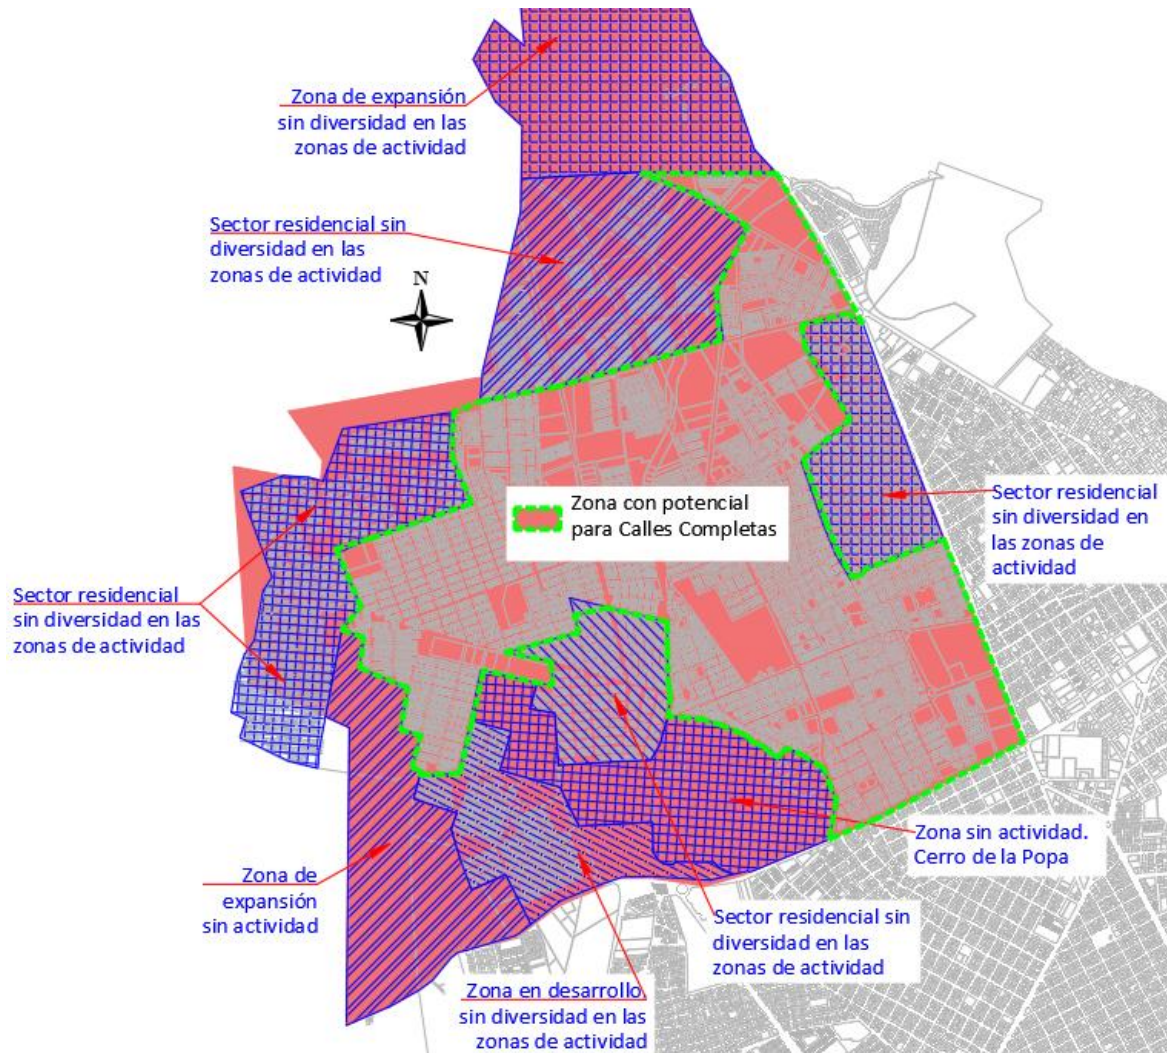 Zona de expansión
sin diversidad en las
zonas de actividad
Sector residencial sin
diversidad en las
zonas de actividad
N
Zona con potencial
para Calles Completas
Sector residencial
sin diversidad en
las zonas de
actividad
Sector residencial
sin diversidad en las
zonas de actividad
Zona sin actividad.
Cerro de la Popa
Zona de
expansión
sin actividad
Sector residencial sin
diversidad en las
zonas de actividad
Zona en desarrollo
sin diversidad en las
zonas de actividad